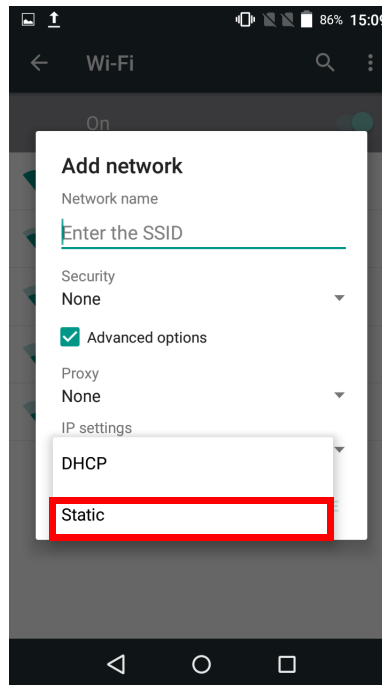 86% 15:09
Wi-Fi
On
Add network
Network name
Enter the SSID
Security
None
Advanced options
Proxy
None
IP settings
DHCP
Static